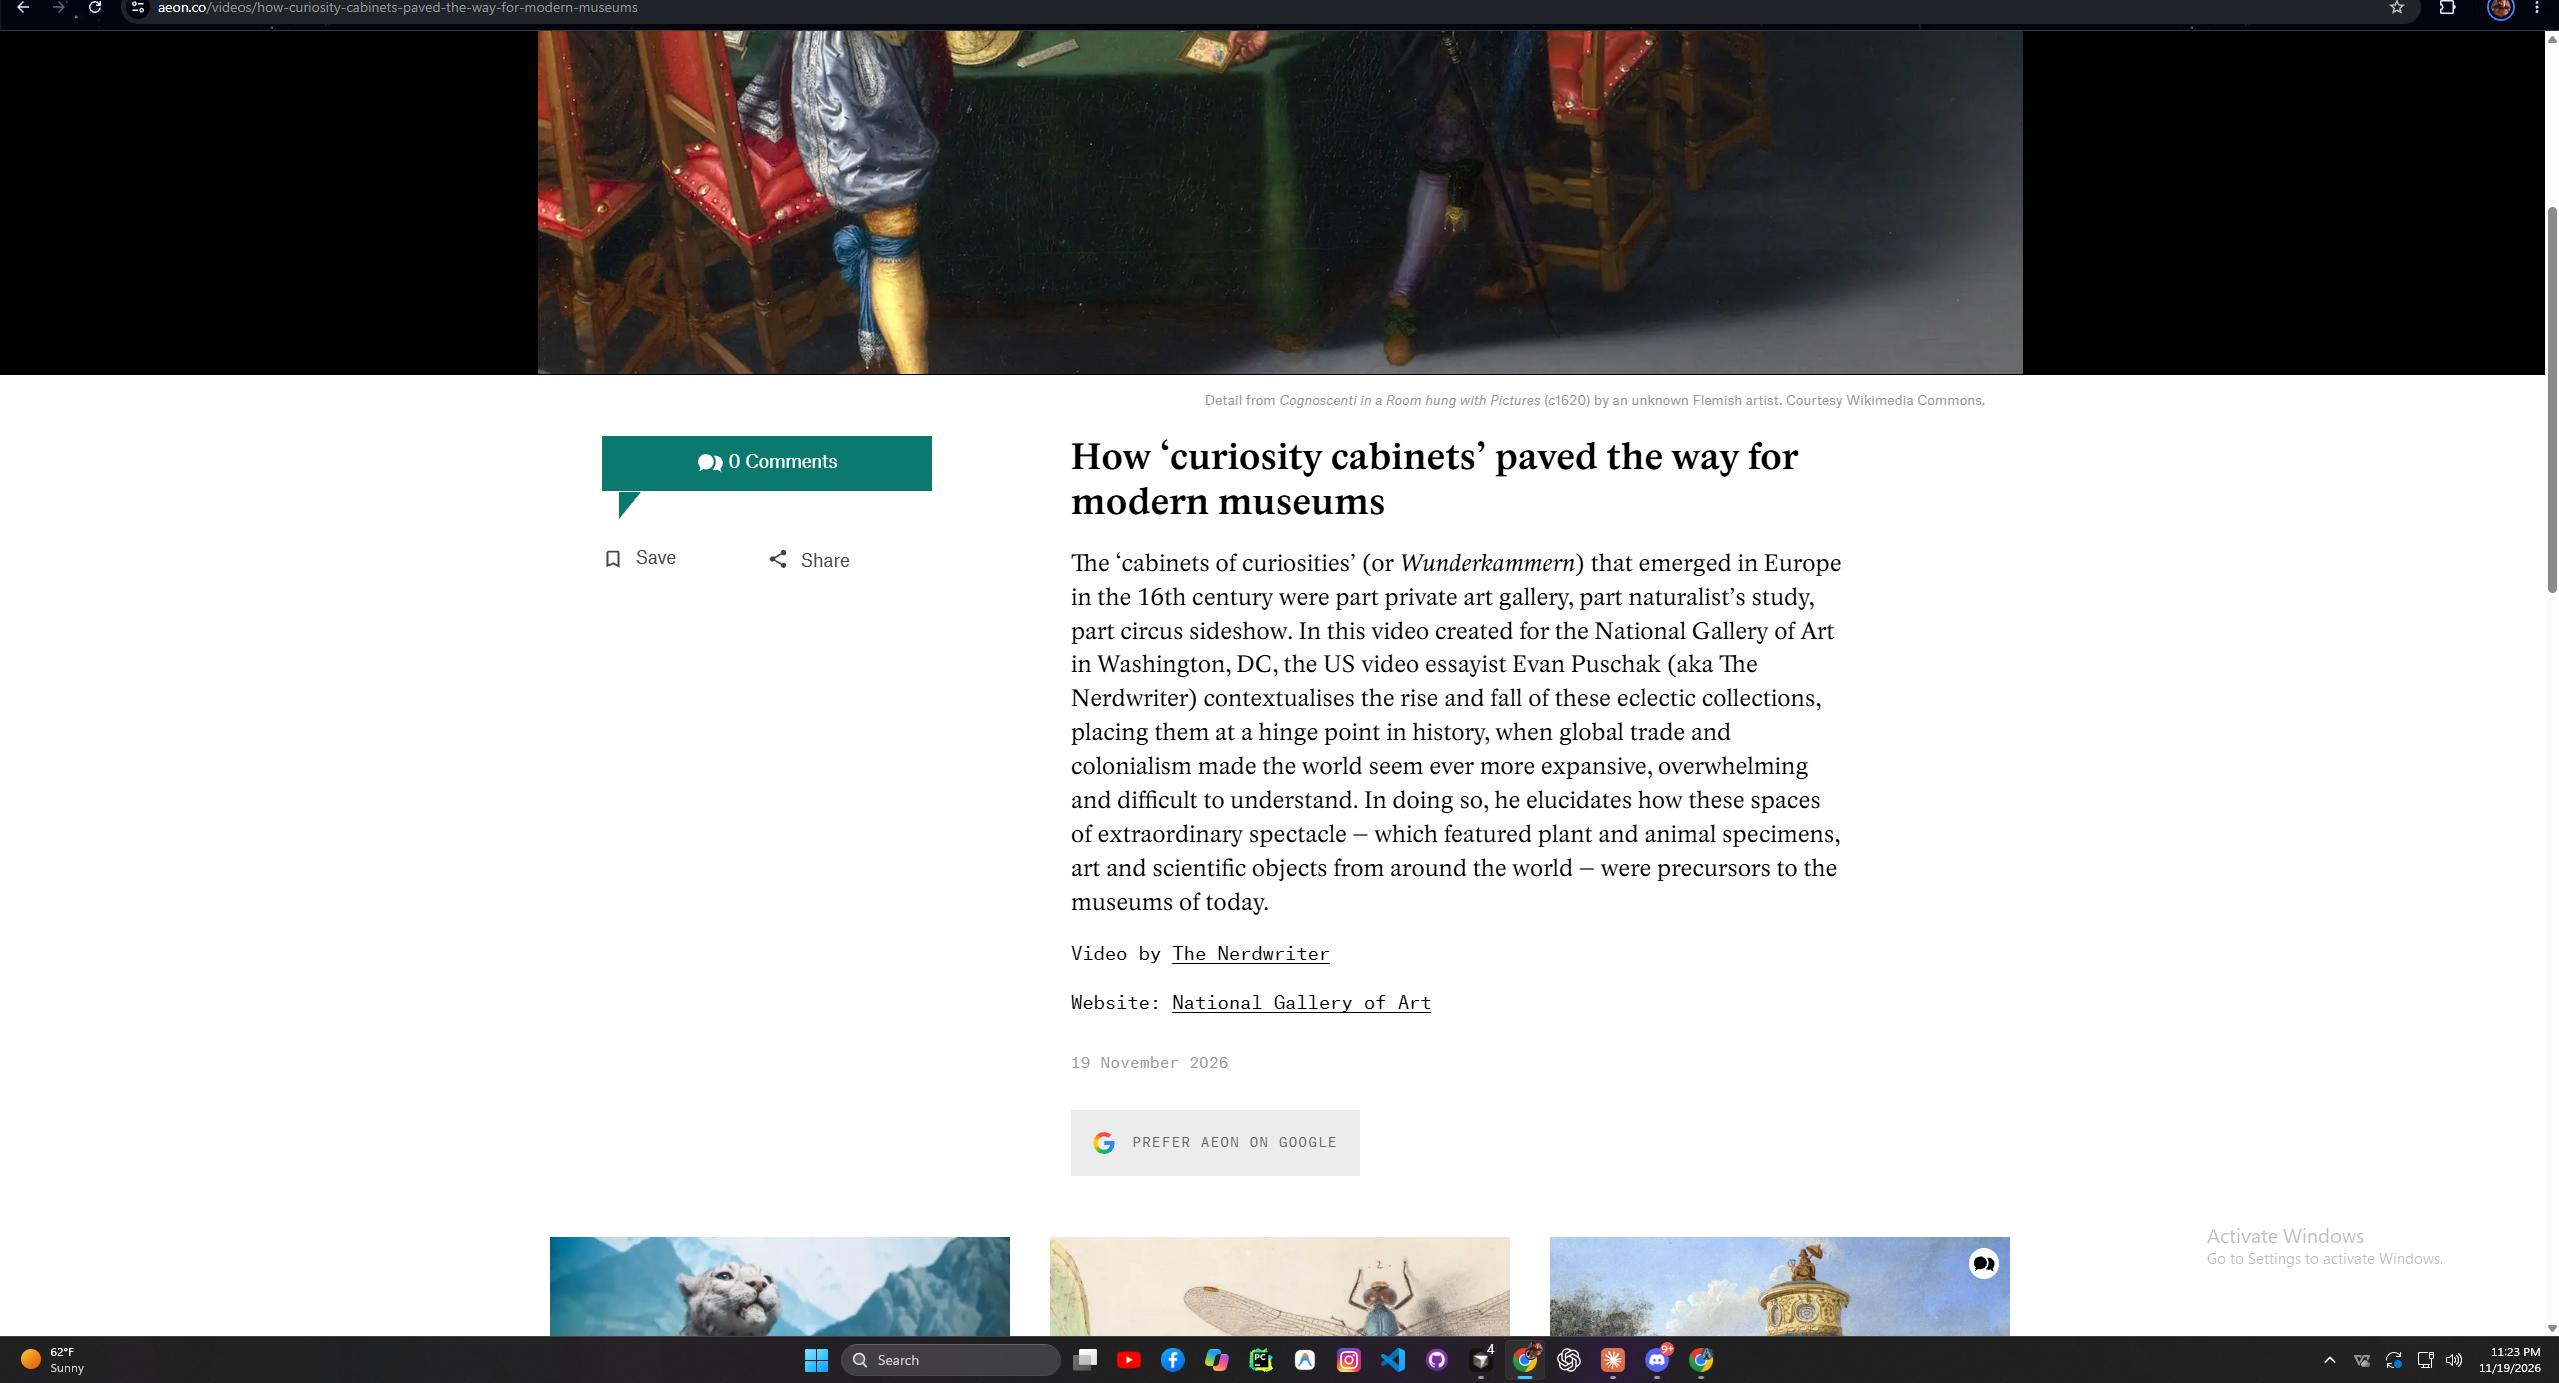 aeon.co/videos/how-curiosity-cabinets-paved-the-way-for-modern-museums
Detail from Cognoscenti in a Room hung with Pictures (c1620) by an unknown Flemish artist. Courtesy Wikimedia Commons.
0 Comments
Save
Share
How ‘curiosity cabinets’ paved the way for
modern museums
The ‘cabinets of curiosities’ (or Wunderkammern) that emerged in Europe
in the 16th century were part private art gallery, part naturalist’s study,
part circus sideshow. In this video created for the National Gallery of Art
in Washington, DC, the US video essayist Evan Puschak (aka The
Nerdwriter) contextualises the rise and fall of these eclectic collections,
placing them at a hinge point in history, when global trade and
colonialism made the world seem ever more expansive, overwhelming
and difficult to understand. In doing so, he elucidates how these spaces
of extraordinary spectacle – which featured plant and animal specimens,
art and scientific objects from around the world – were precursors to the
museums of today.
Video by The Nerdwriter
Website: National Gallery of Art
19 November 2026
PREFER AEON ON GOOGLE
Activate Windows
Go to Settings to activate Windows.
62°F
Sunny
Search
PC
4
9+
11:23 PM
11/19/2026